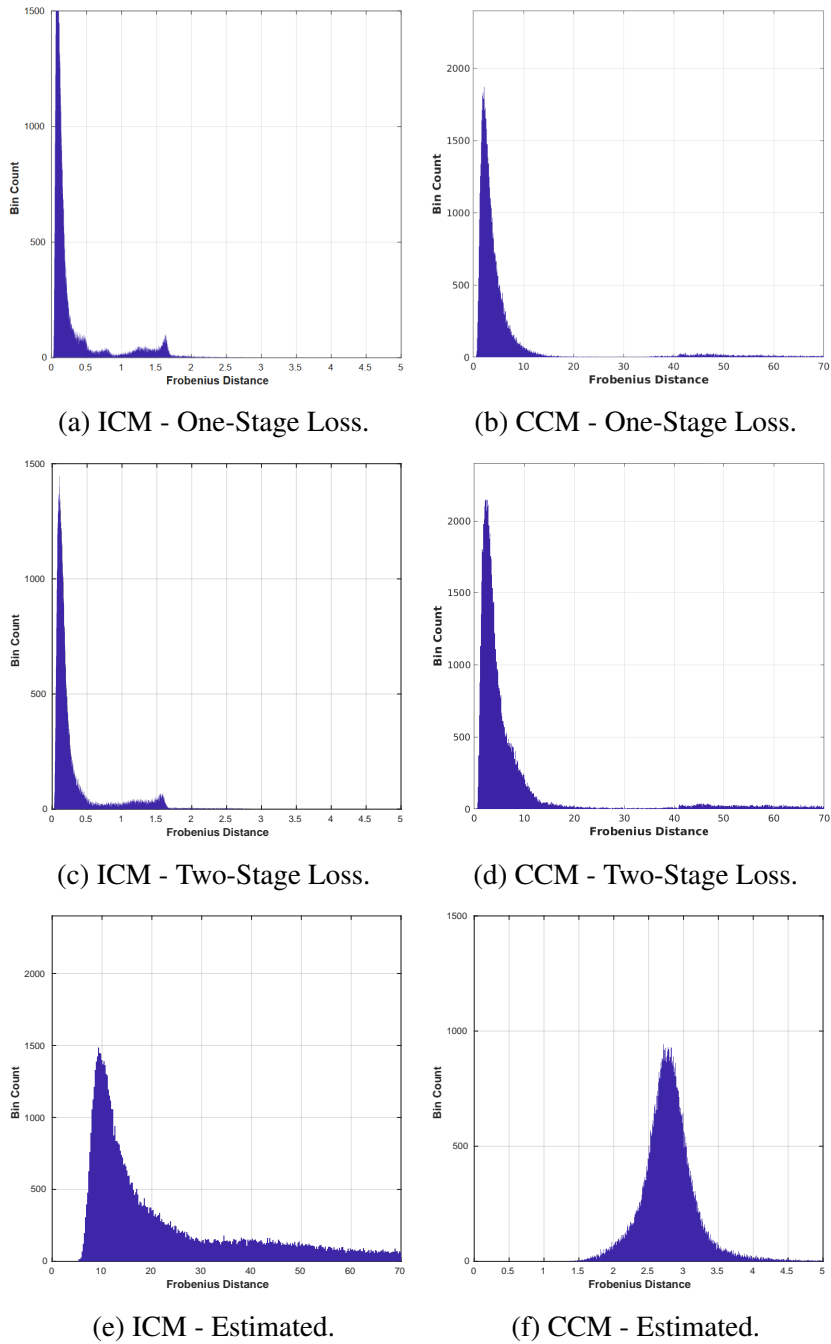 1500
1000
500
0
Bin Count
0 0.5 1 1.5 2 2.5 3 3.5 4 4.5 5
Frobenius Distance
(a) ICM - One-Stage Loss.
2000
1500
1000
500
0
Bin Count
0 10 20 30 40 50 60 70
Frobenius Distance
(b) CCM - One-Stage Loss.
1500
1000
500
0
Bin Count
0 0.5 1 1.5 2 2.5 3 3.5 4 4.5 5
Frobenius Distance
(c) ICM - Two-Stage Loss.
2000
1500
1000
500
0
Bin Count
0 10 20 30 40 50 60 70
Frobenius Distance
(d) CCM - Two-Stage Loss.
2000
1500
1000
500
0
Bin Count
10 20 30 40 50 60 70
Frobenius Distance
(e) ICM - Estimated.
1500
1000
500
0
Bin Count
0 0.5 1 1.5 2 2.5 3 3.5 4 4.5 5
Frobenius Distance
(f) CCM - Estimated.